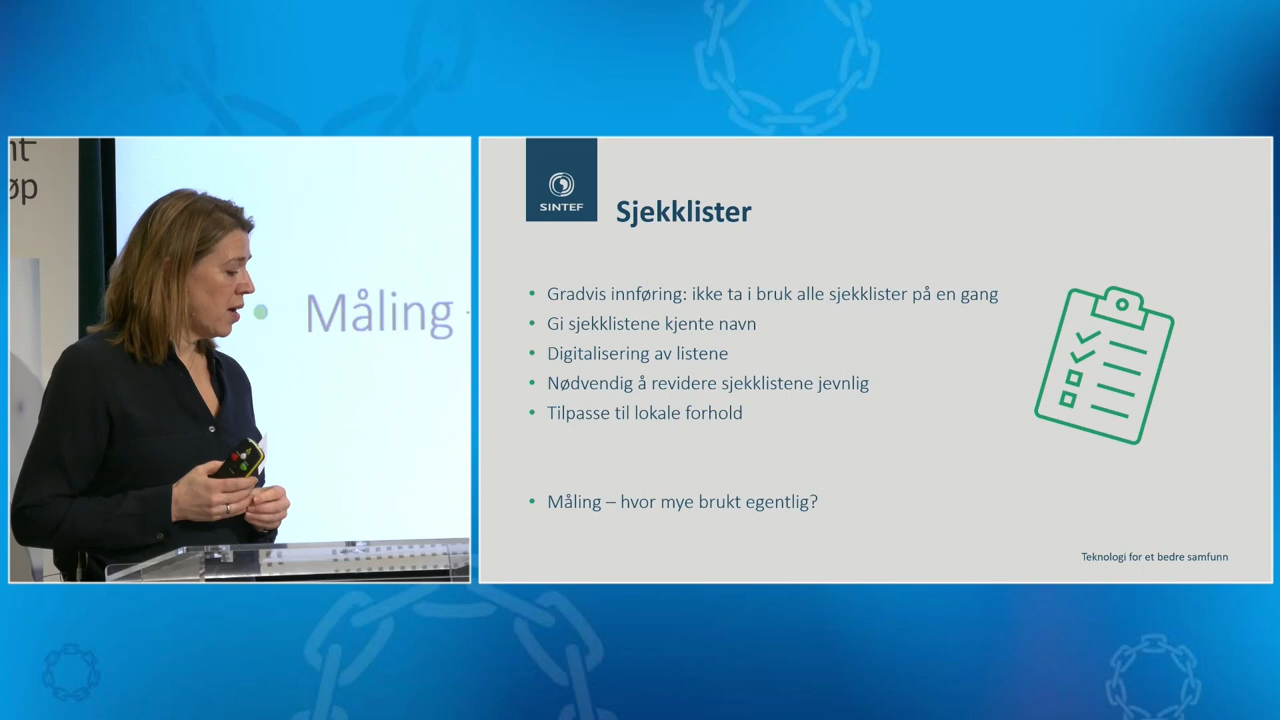 øp
Måling
SINTEF
Sjekklister
• Gradvis innføring: ikke ta i bruk alle sjekklister på en gang
• Gi sjekklistene kjente navn
• Digitalisering av listene
• Nødvendig å revidere sjekklistene jevnlig
• Tilpasse til lokale forhold
• Måling – hvor mye brukt egentlig?
Teknologi for et bedre samfunn